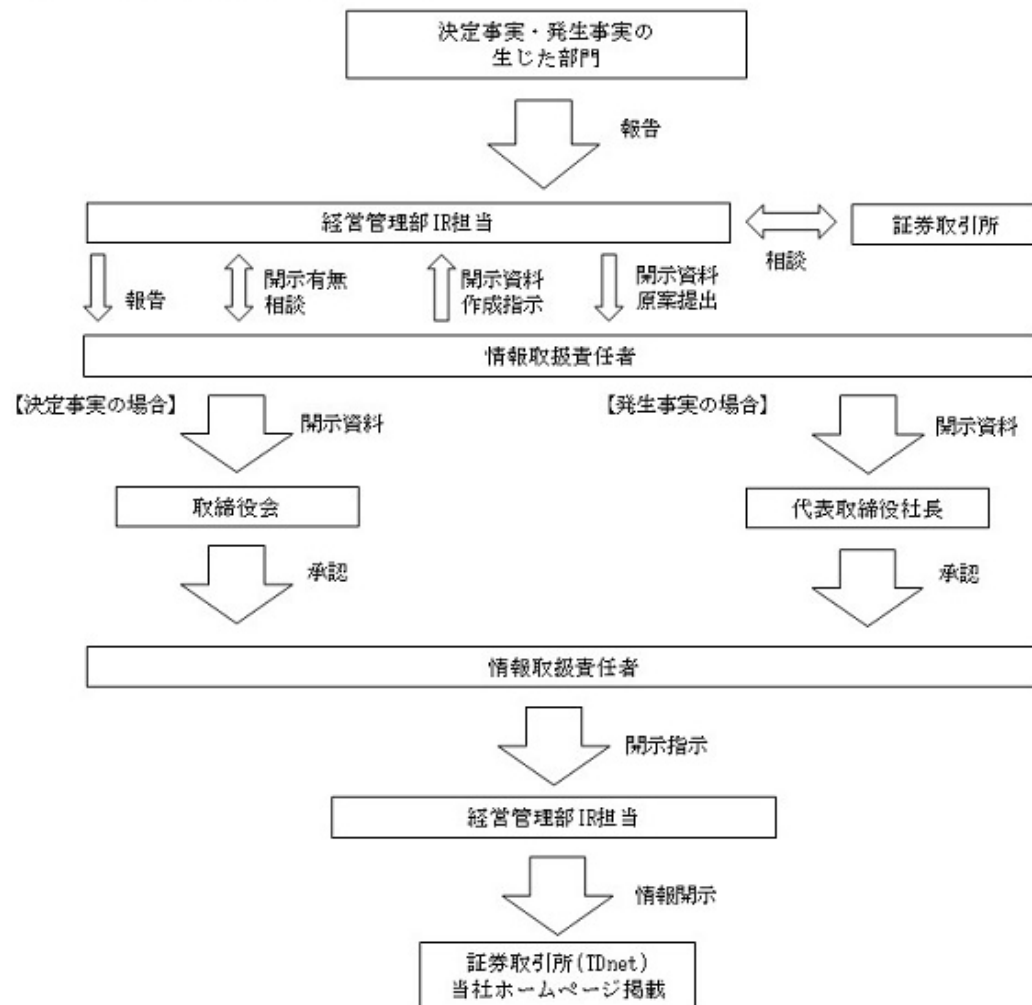 決定事実・発生事実の
生じた部門
報告
経営管理部IR担当
証券取引所
相談
報告
開示有無
相談
開示資料
作成指示
開示資料
原案提出
情報取扱責任者
【決定事実の場合】
開示資料
【発生事実の場合】
開示資料
取締役会
代表取締役社長
承認
承認
情報取扱責任者
開示指示
経営管理部IR担当
情報開示
証券取引所(TDnet)
当社ホームページ掲載